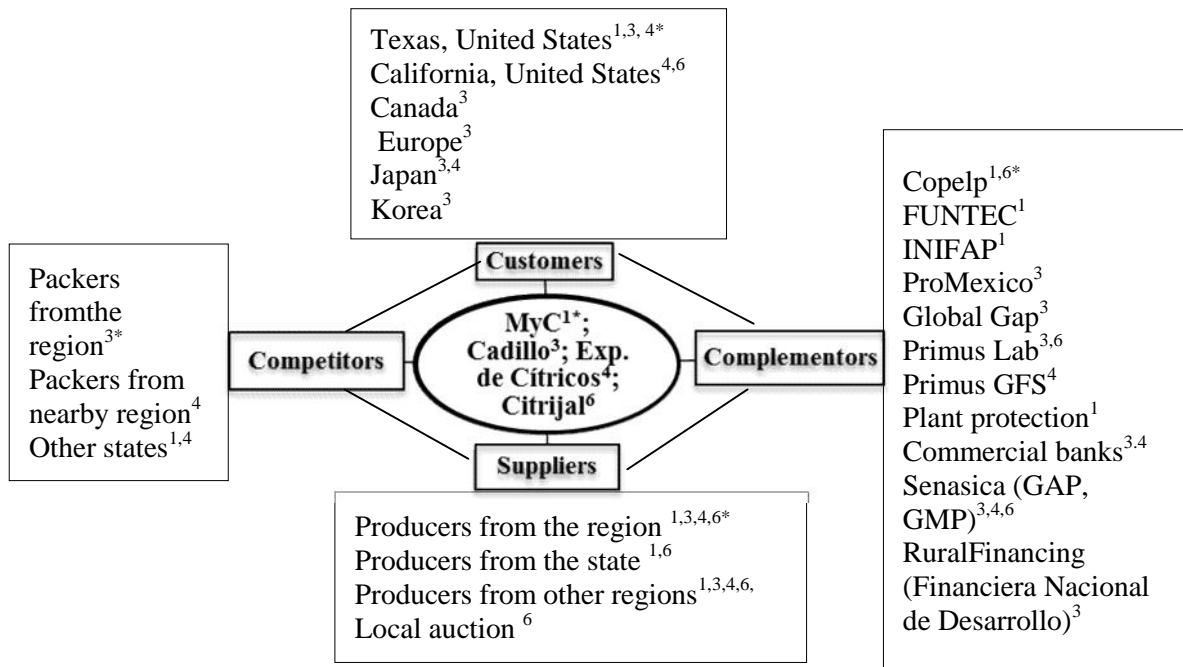 Texas, United States1,3, 4*
California, United States4,6
Canada3
Europe3
Japan3,4
Korea3
Customers
Packers
fromthe
region3*
Packers from
nearby region4
Other states1,4
Competitors
MyC1*;
Cadillo3; Exp.
de Cítricos4;
Citrijal6
Complementors
Copelp1,6*
FUNTEC1
INIFAP1
ProMexico3
Global Gap3
Primus Lab3,6
Primus GFS4
Plant protection1
Commercial banks3.4
Senasica (GAP,
GMP)3,4,6
RuralFinancing
(Financiera Nacional
de Desarrollo)3
Suppliers
Producers from the region 1,3,4,6*
Producers from the state 1,6
Producers from other regions1,3,4,6,
Local auction 6